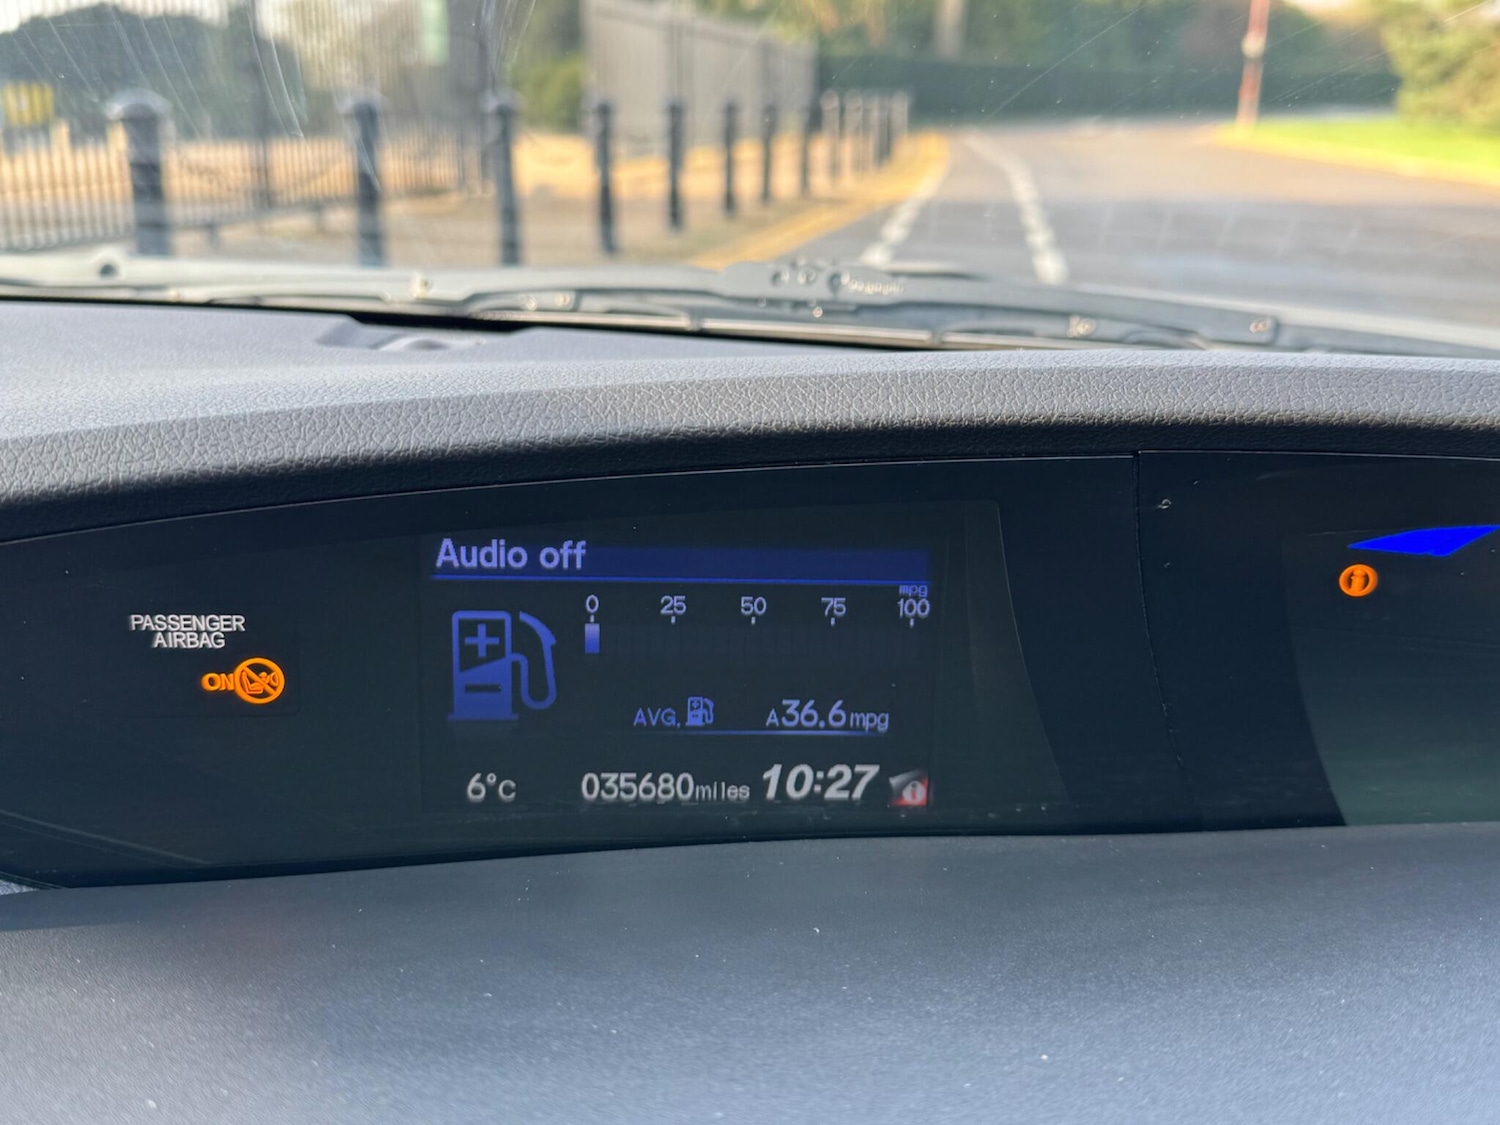 Audio off
mpg
0 25 50 75 100
PASSENGER
AIRBAG
ON
AVG. A36.6mpg
6°C 035680miles 10:27